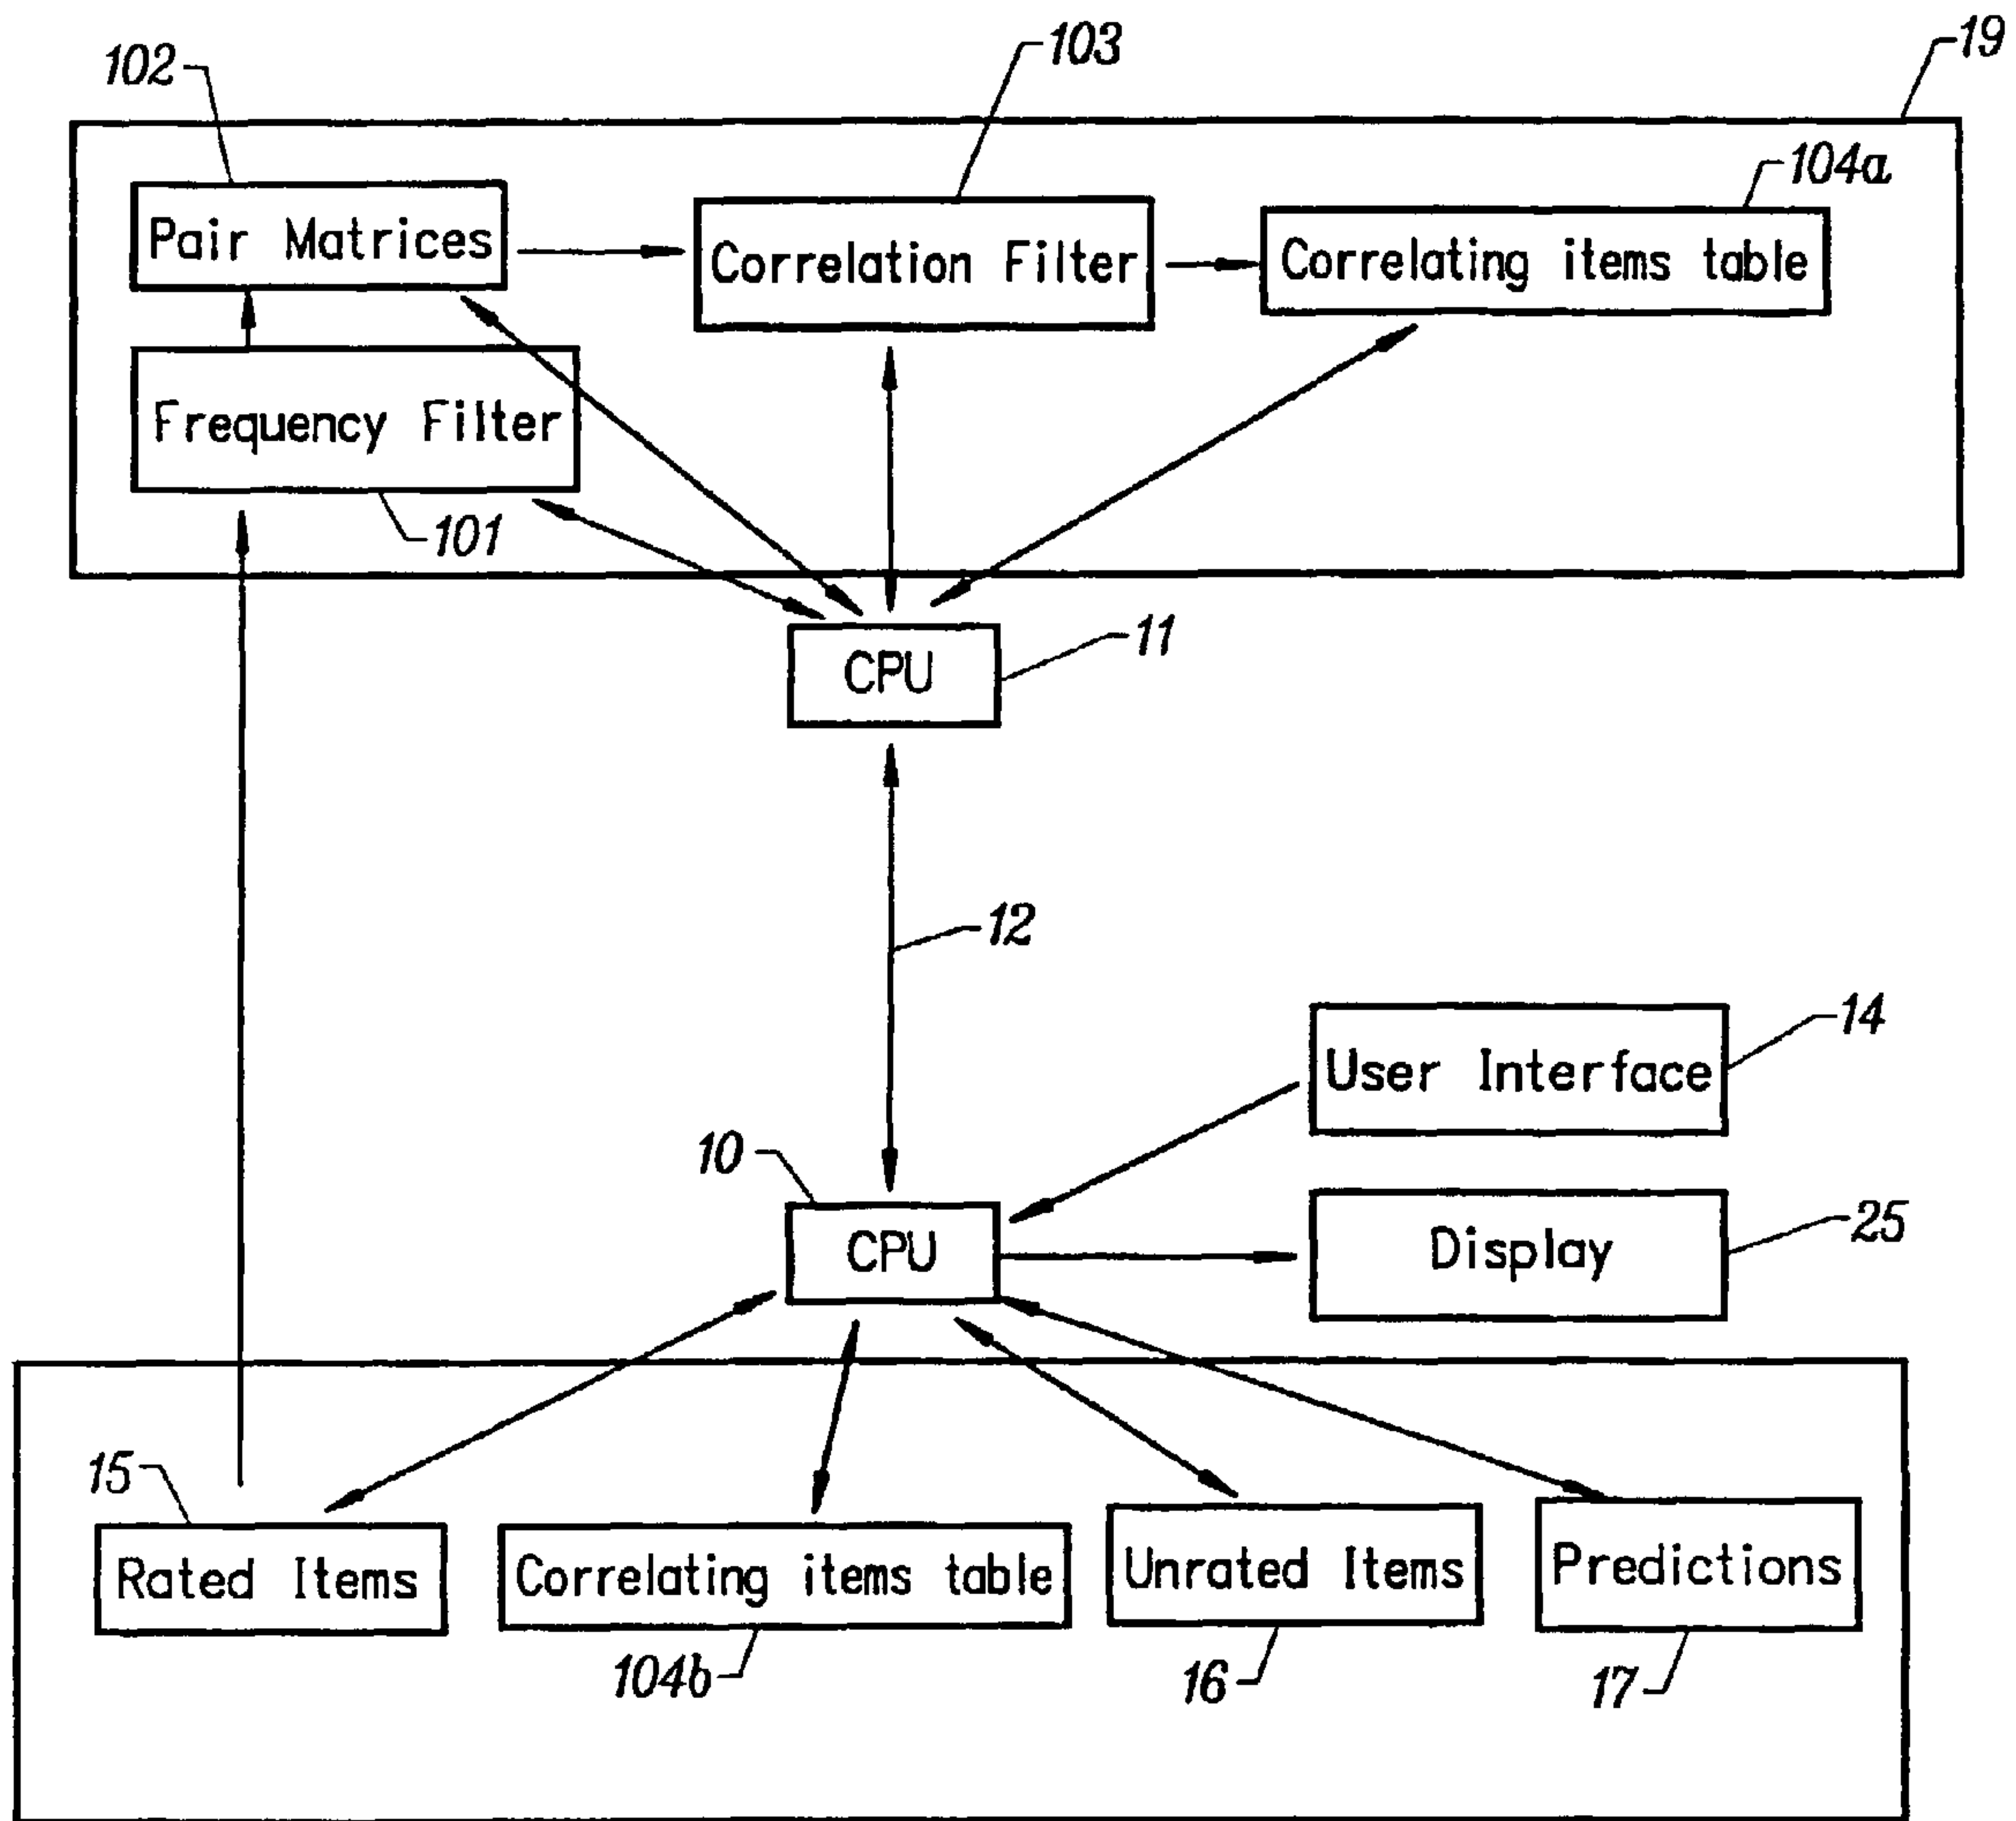 19
103
102
104a
Pair Matrices
Correlation Filter
Correlating items table
Frequency Filter
101
11
CPU
12
14
User Interface
10
25
CPU
Display
15
Rated Items
Correlating items table
Unrated Items
Predictions
104b
16
17